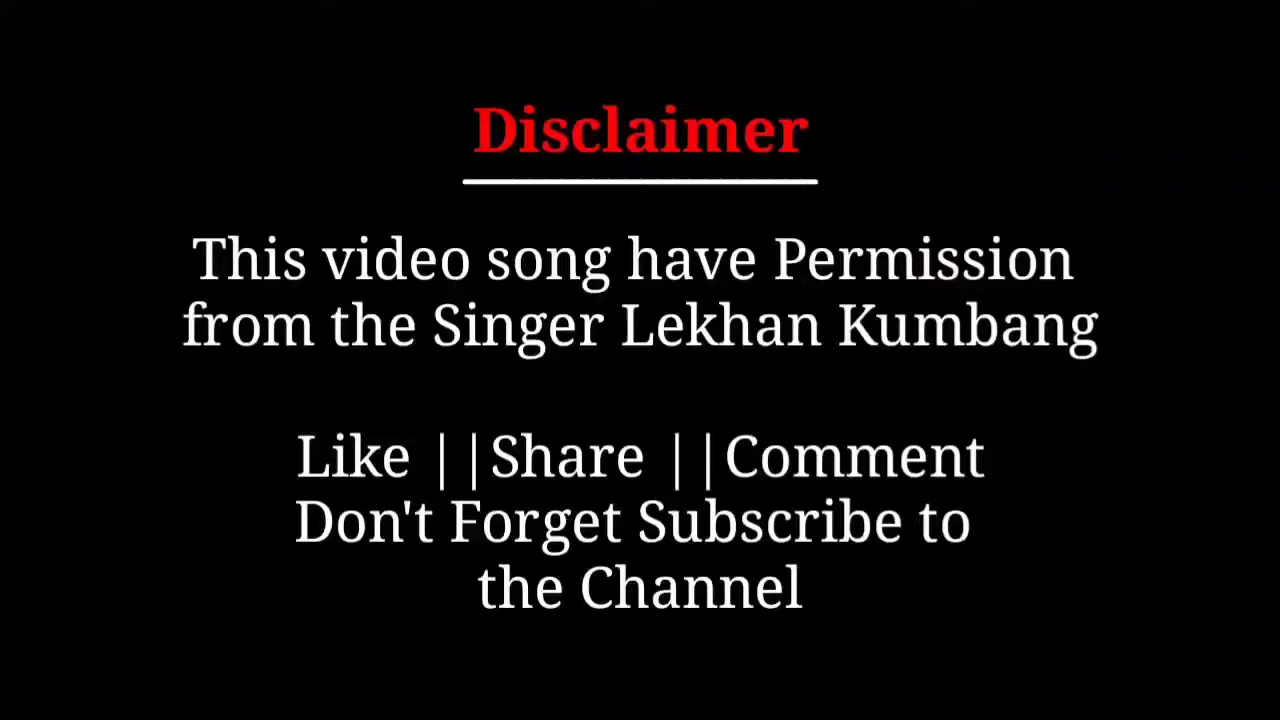 Disclaimer
This video song have Permission
from the Singer Lekhan Kumbang
Like ||Share ||Comment
Don't Forget Subscribe to
the Channel